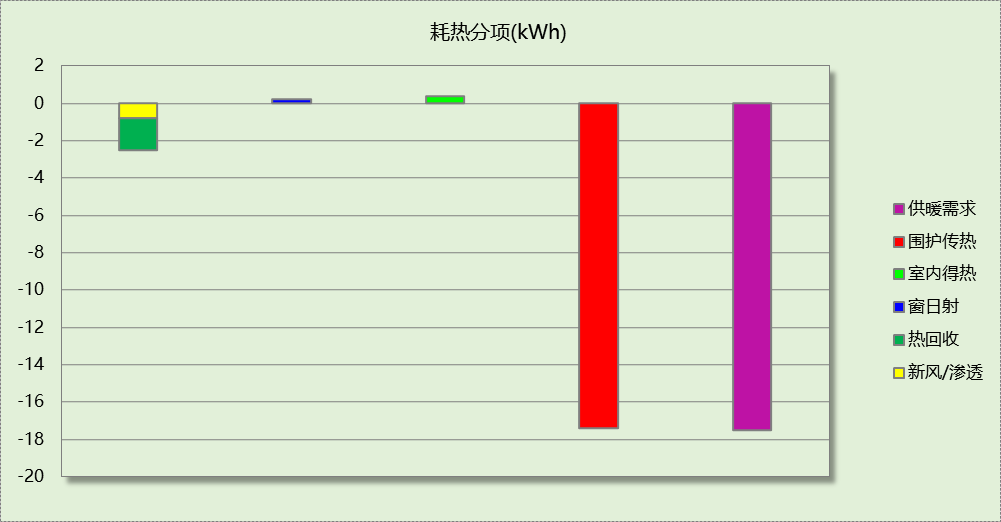 耗热分项(kWh)
2
0
-2
-4
-6
-8
-10
-12
-14
-16
-18
-20
供暖需求
围护传热
室内得热
窗日射
热回收
新风/渗透